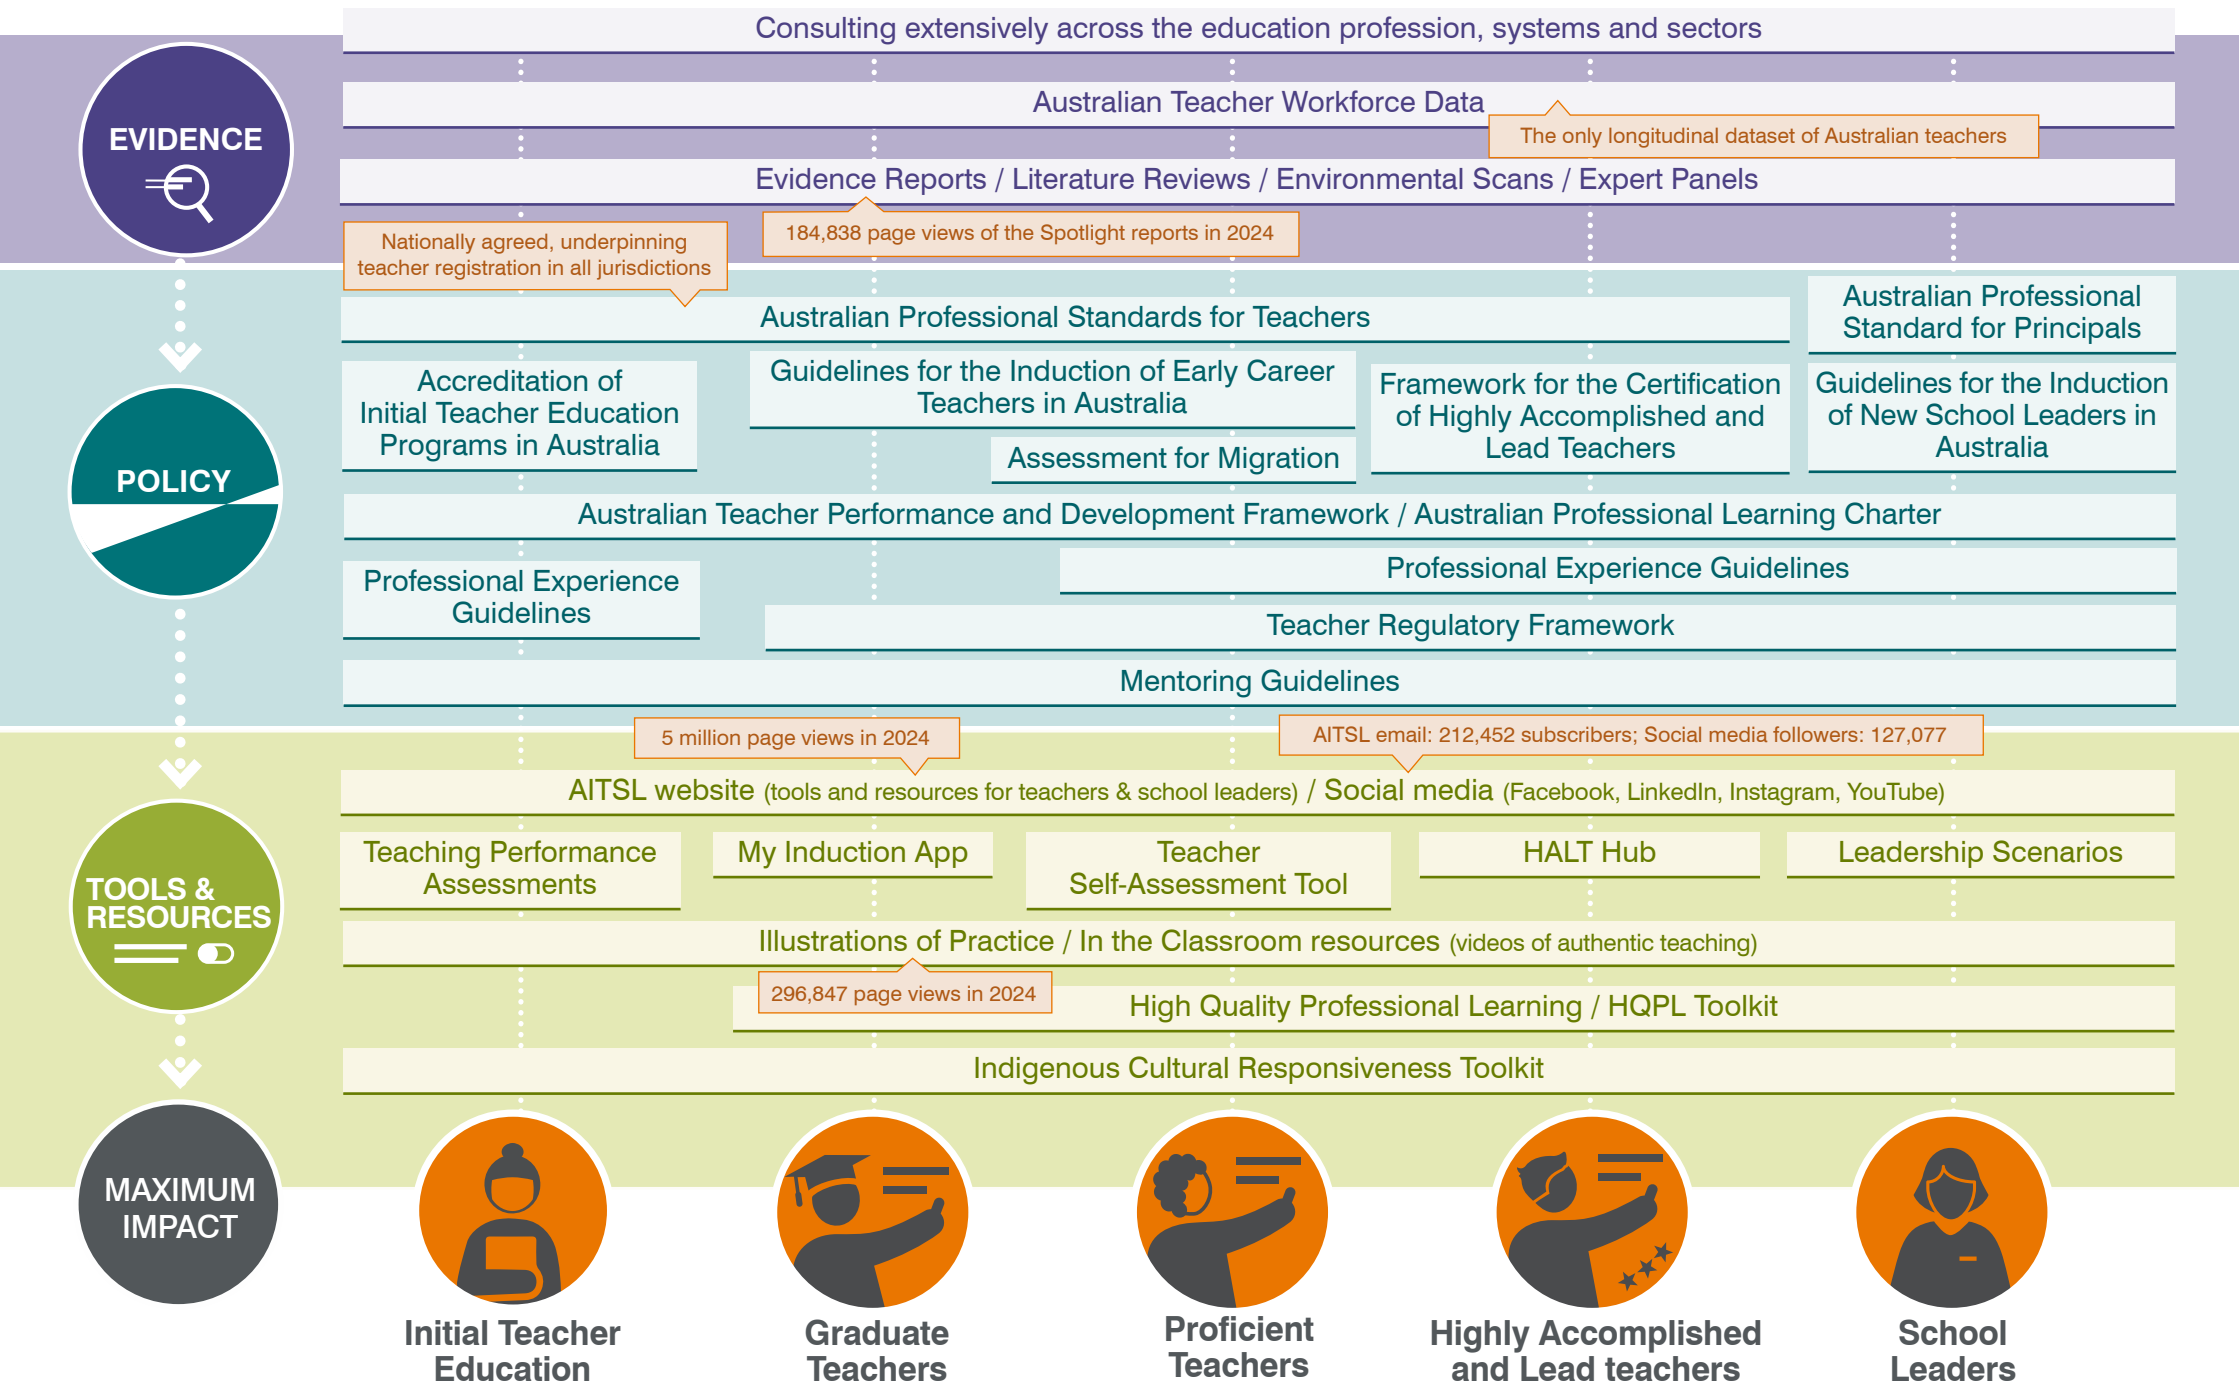 Consulting extensively across the education profession, systems and sectors
EVIDENCE
Australian Teacher Workforce Data
The only longitudinal dataset of Australian teachers
Evidence Reports / Literature Reviews / Environmental Scans / Expert Panels
184,838 page views of the Spotlight reports in 2024
Nationally agreed, underpinning
teacher registration in all jurisdictions
POLICY
Australian Professional Standards for Teachers
Australian Professional
Standard for Principals
Accreditation of
Initial Teacher Education
Programs in Australia
Guidelines for the Induction of Early Career
Teachers in Australia
Assessment for Migration
Framework for the Certification
of Highly Accomplished and
Lead Teachers
Guidelines for the Induction
of New School Leaders in
Australia
Australian Teacher Performance and Development Framework / Australian Professional Learning Charter
Professional Experience
Guidelines
Professional Experience Guidelines
Teacher Regulatory Framework
Mentoring Guidelines
5 million page views in 2024
AITSL email: 212,452 subscribers; Social media followers: 127,077
TOOLS &
RESOURCES
AITSL website (tools and resources for teachers & school leaders) / Social media (Facebook, LinkedIn, Instagram, YouTube)
Teaching Performance
Assessments
My Induction App
Teacher
Self-Assessment Tool
HALT Hub
Leadership Scenarios
Illustrations of Practice / In the Classroom resources (videos of authentic teaching)
296,847 page views in 2024
High Quality Professional Learning / HQPL Toolkit
Indigenous Cultural Responsiveness Toolkit
MAXIMUM
IMPACT
Initial Teacher
Education
Graduate
Teachers
Proficient
Teachers
Highly Accomplished
and Lead teachers
School
Leaders